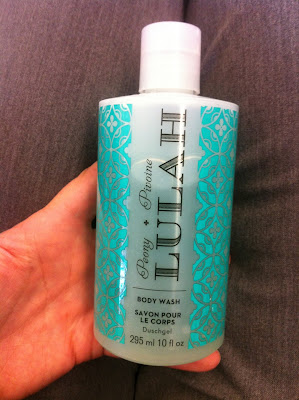 Peony + Pivoine
LULAH
BODY WASH
SAVON POUR
LE CORPS
Duschgel
295 ml 10 fl oz